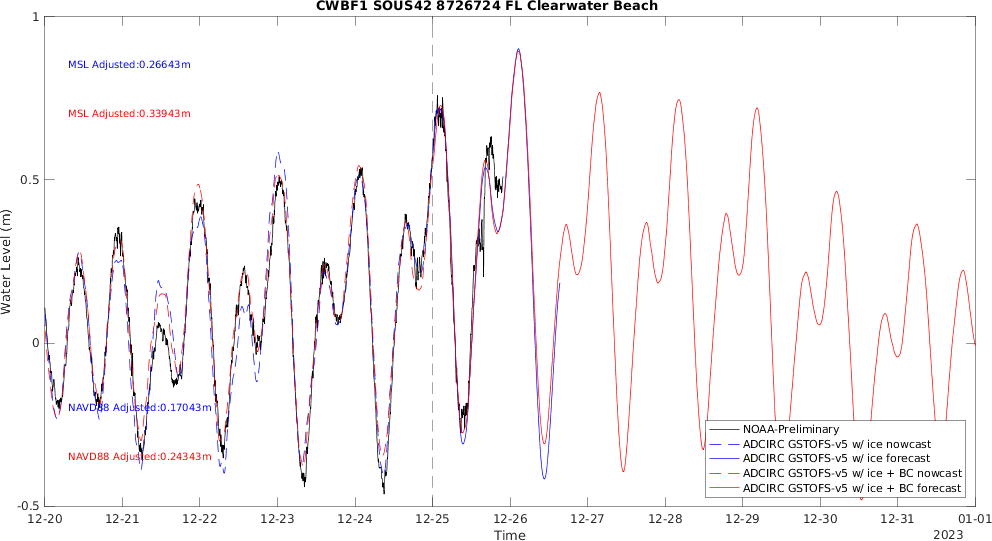 CWBF1 SOUS42 8726724 FL Clearwater Beach
1
MSL Adjusted:0.26643m
MSL Adjusted:0.33943m
0.5
Water Level (m)
0
NAVD88 Adjusted:0.17043m
NAVD88 Adjusted:0.24343m
NOAA-Preliminary
ADCIRC GSTOFS-v5 w/ ice nowcast
ADCIRC GSTOFS-v5 w/ ice forecast
ADCIRC GSTOFS-v5 w/ ice + BC nowcast
ADCIRC GSTOFS-v5 w/ ice + BC forecast
-0.5
12-20 12-21 12-22 12-23 12-24 12-25 12-26 12-27 12-28 12-29 12-30 12-31 01-01
Time 2023